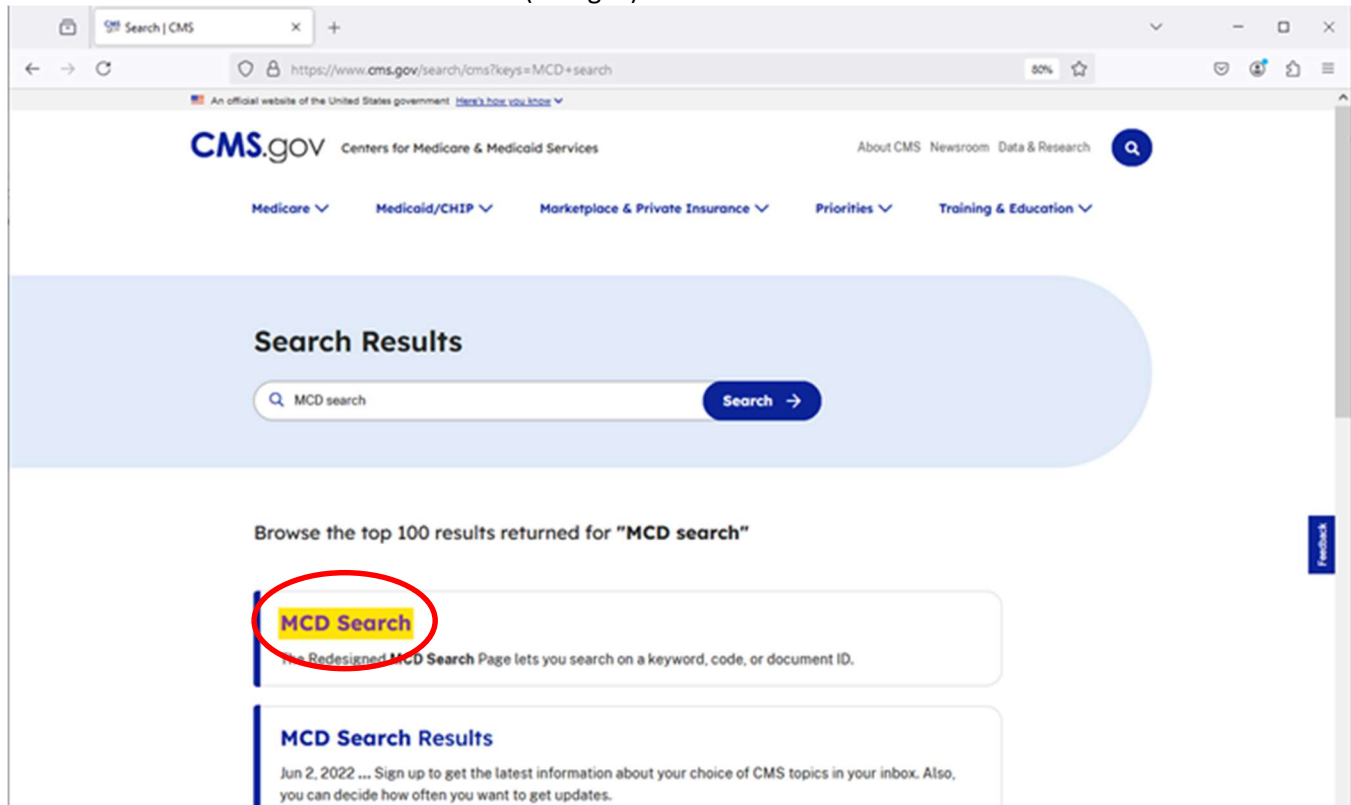 Search | CMS
https://www.cms.gov/search/cms?keys=MCD+search
80%
An official website of the United States government Here's how you know
CMS.gov Centers for Medicare & Medicaid Services
About CMS Newsroom Data & Research
Medicare Medicaid/CHIP Marketplace & Private Insurance Priorities Training & Education
Search Results
MCD search
Search →
Browse the top 100 results returned for "MCD search"
Feedback
MCD Search
The Redesigned MCD Search Page lets you search on a keyword, code, or document ID.
MCD Search Results
Jun 2, 2022 ... Sign up to get the latest information about your choice of CMS topics in your inbox. Also,
you can decide how often you want to get updates.